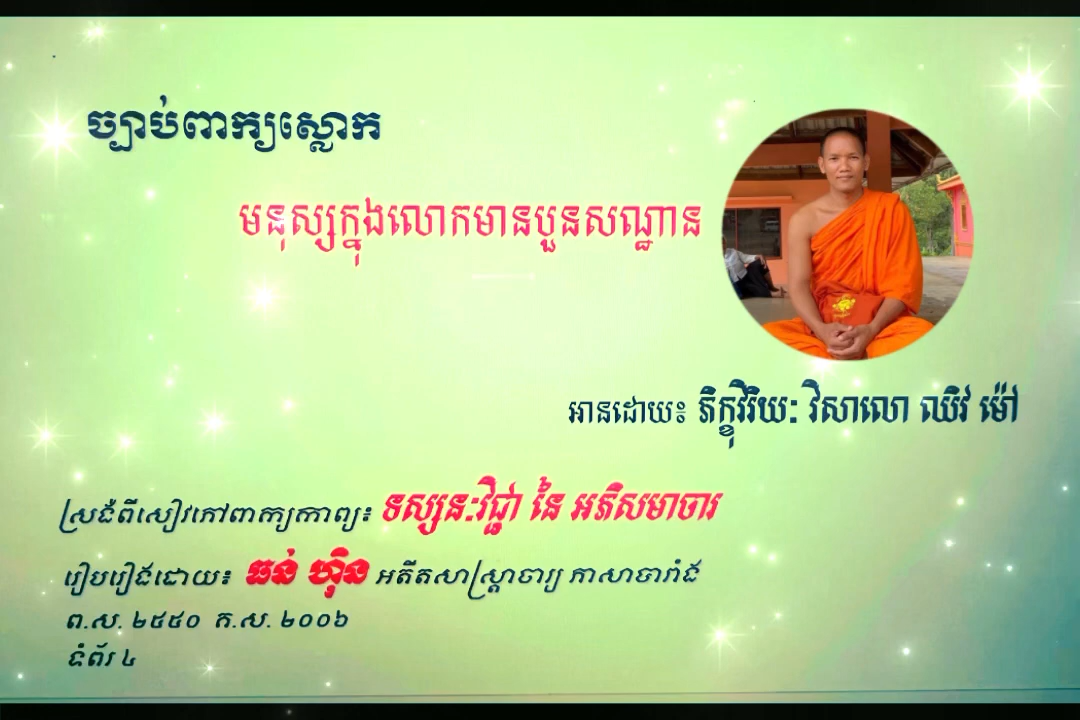 ច្បាប់ពាក្យស្លោក
មនុស្សក្នុងលោកមានបួនសណ្ឋាន
អានដោយ៖ ភិក្ខុវិរិយៈ វិសាលោ ឈិវ ម៉ៅ
ស្រង់ពីសៀវភៅពាក្យកាព្យ៖ ទស្សនៈវិជ្ជា នៃ អភិសមាចារ
រៀបរៀងដោយ៖ ឆន់ ហ៊ិន អតីតសាស្ត្រាចារ្យ ភាសាបារាំង
ព.ស. ២៥៥០ គ.ស. ២០០៦
ទំព័រ ៤